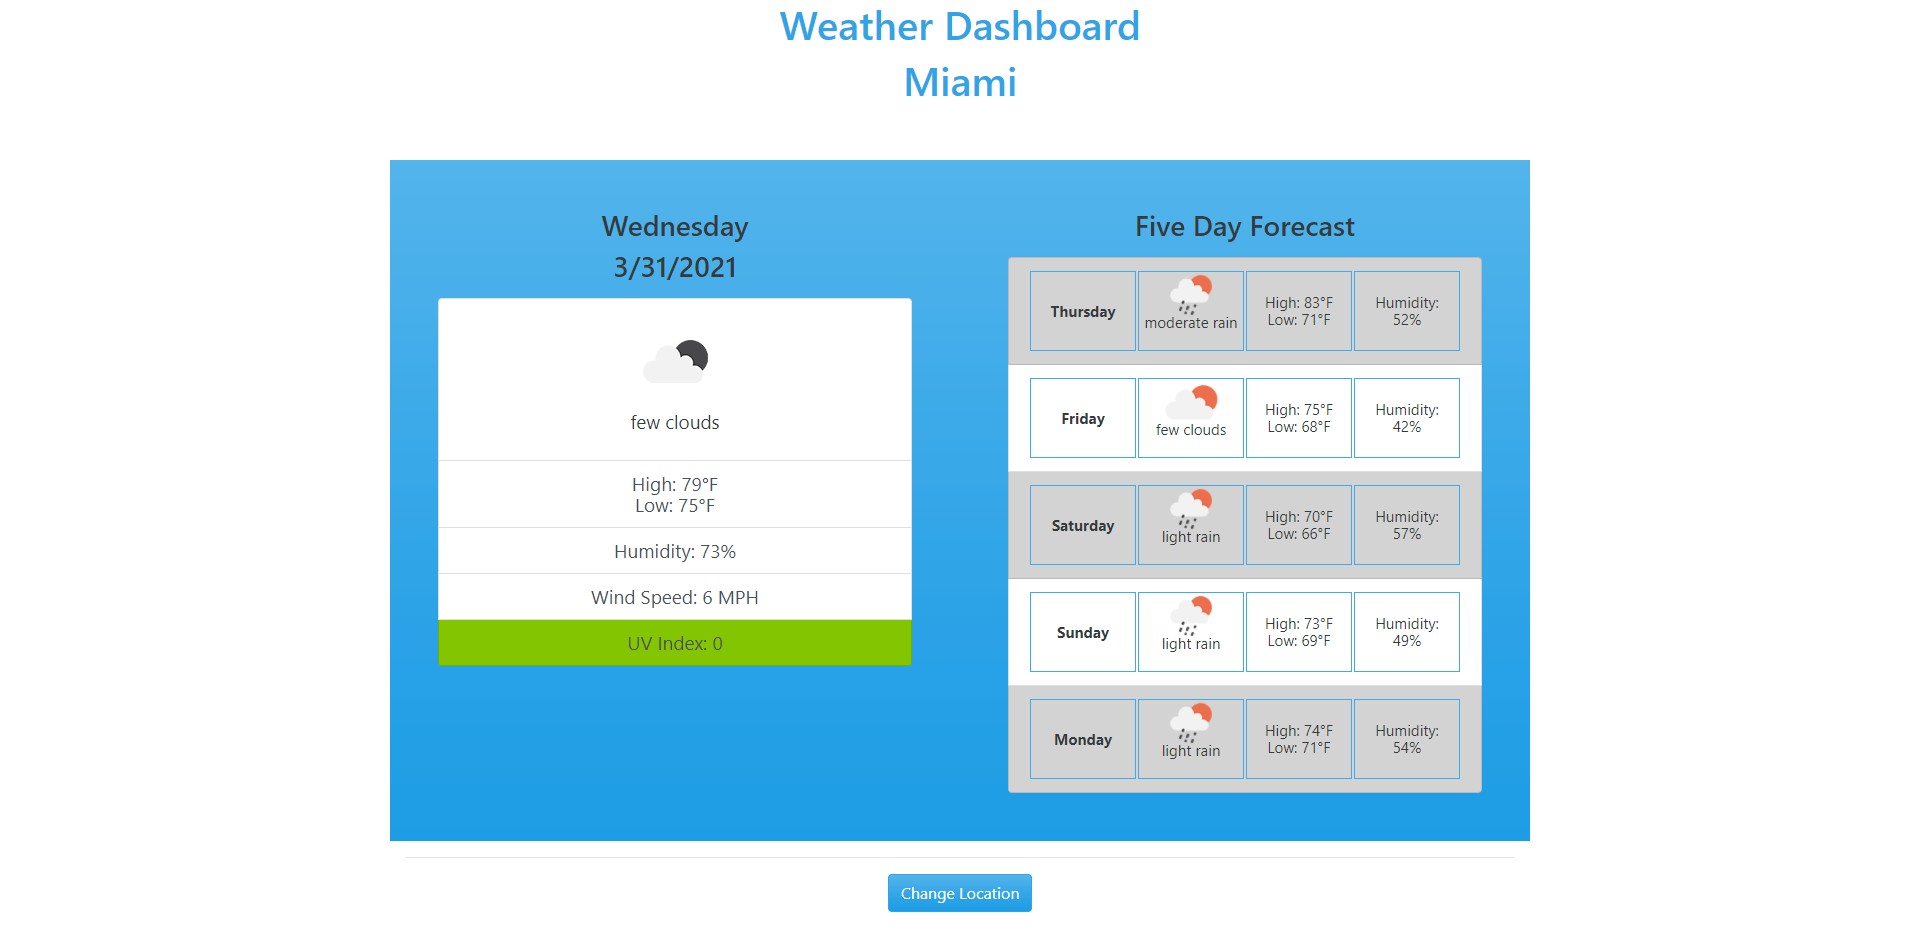 Weather Dashboard
Miami
Wednesday
3/31/2021
few clouds
High: 79°F
Low: 75°F
Humidity: 73%
Wind Speed: 6 MPH
UV Index: 0
Five Day Forecast
Thursday
moderate rain
High: 83°F
Low: 71°F
Humidity:
52%
Friday
few clouds
High: 75°F
Low: 68°F
Humidity:
42%
Saturday
light rain
High: 70°F
Low: 66°F
Humidity:
57%
Sunday
light rain
High: 73°F
Low: 69°F
Humidity:
49%
Monday
light rain
High: 74°F
Low: 71°F
Humidity:
54%
Change Location